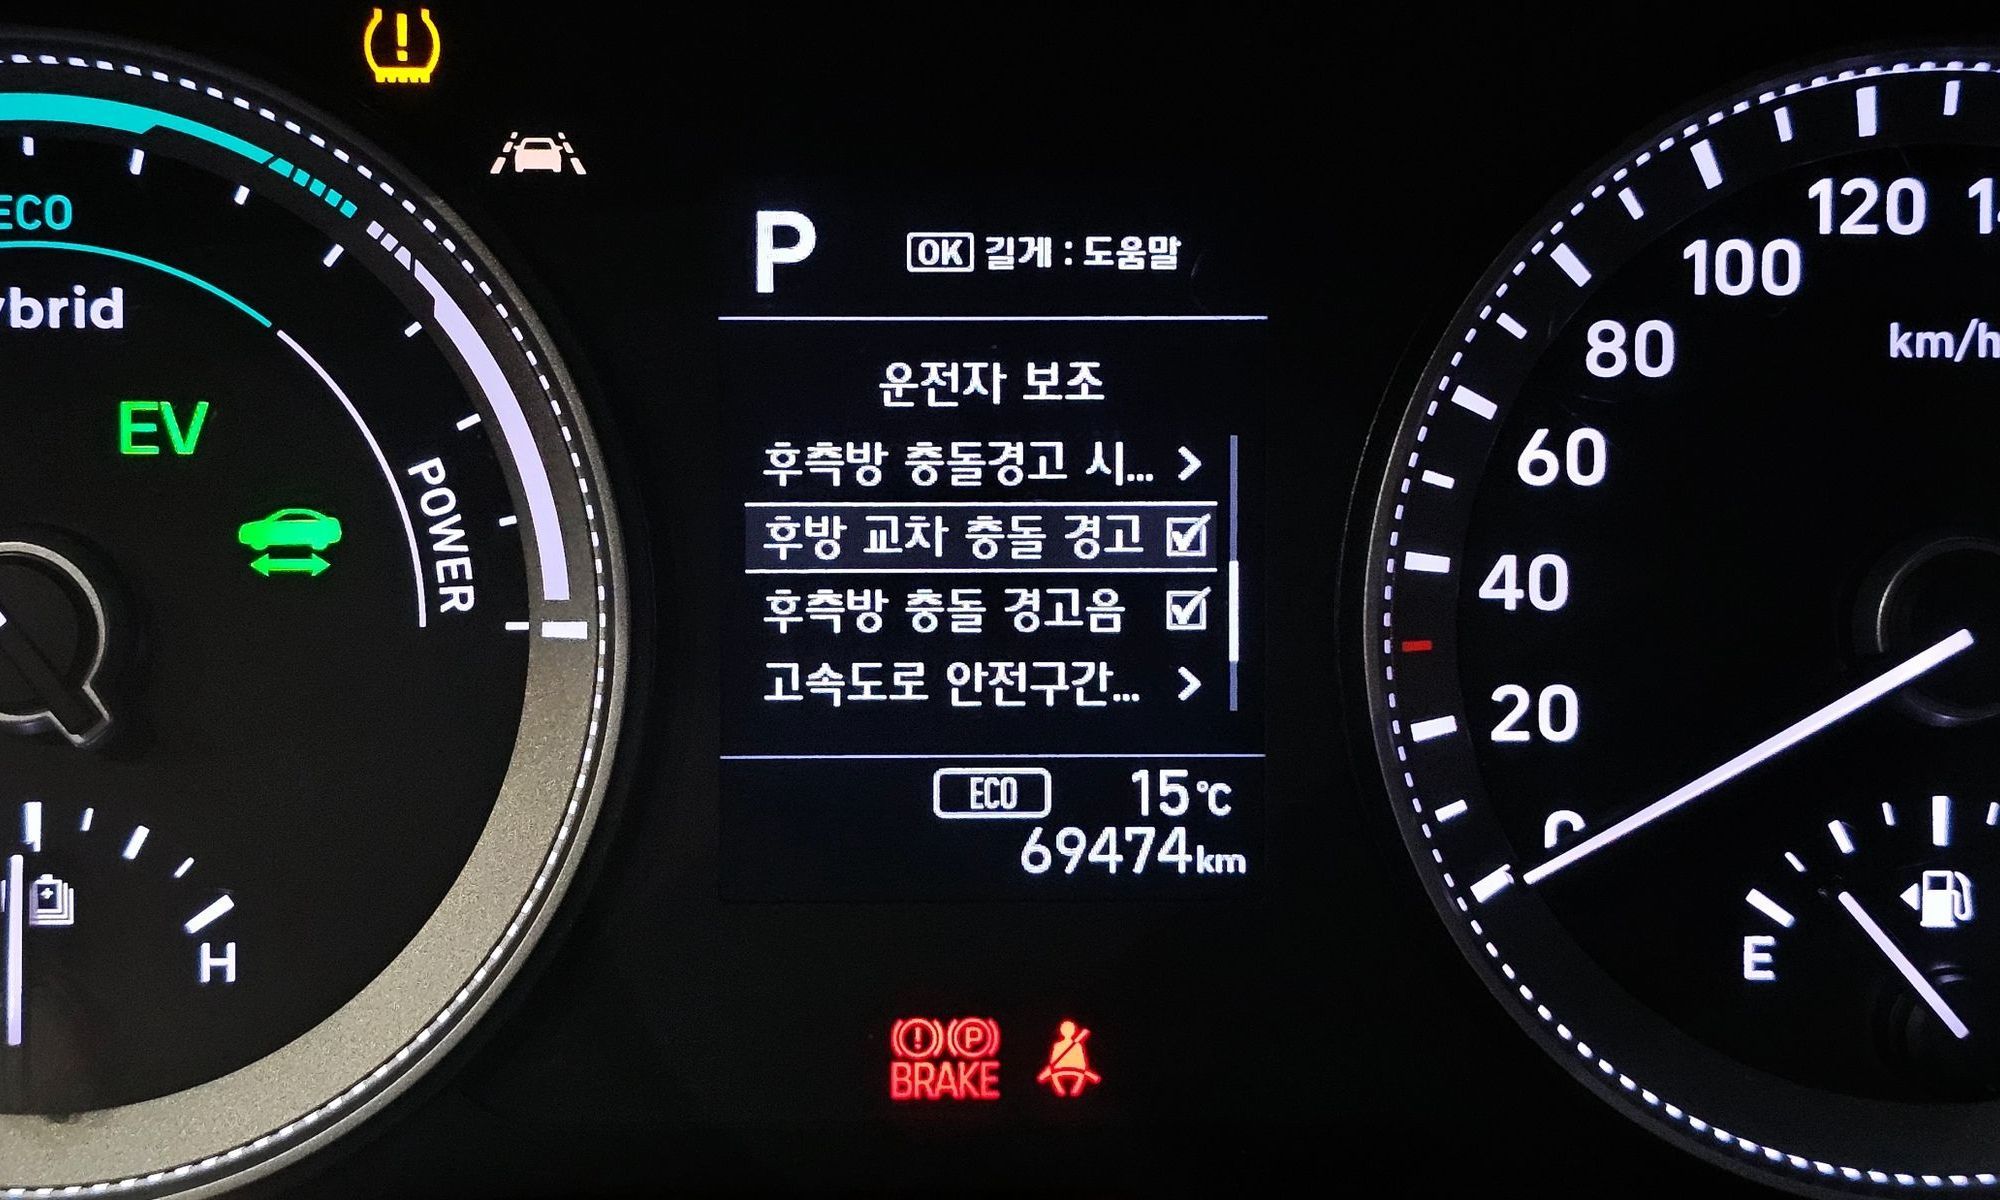 ECO
ybrid
EV
POWER
H
P
OK 길게 : 도움말
운전자 보조
후측방 충돌경고 시... >
후방 교차 충돌 경고
후측방 충돌 경고음
고속도로 안전구간... >
ECO 15℃
69474km
P
BRAKE
120
100
80
60
40
20
0
km/h
E